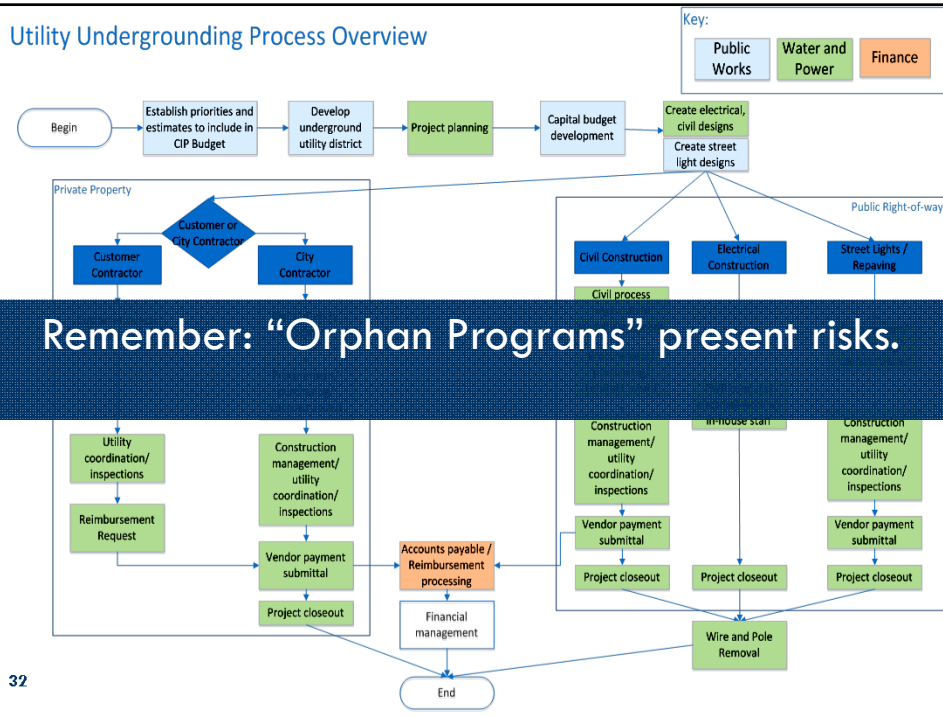 Utility Undergrounding Process Overview
Key:
Public
Works
Water and
Power
Finance
Begin
Establish priorities and
estimates to include in
CIP Budget
Develop
underground
utility district
Project planning
Capital budget
development
Create electrical,
civil designs
Create street
light designs
Private Property
Public Right-of-way
Customer or
City Contractor
Customer
Contractor
City
Contractor
Civil Construction
Electrical
Construction
Street Lights /
Repaving
Civil process
Remember: “Orphan Programs” present risks.
in-house staff
Utility
coordination/
inspections
Construction
management/
utility
coordination/
inspections
Construction
management/
utility
coordination/
inspections
Construction
management/
utility
coordination/
inspections
Reimbursement
Request
Vendor payment
submittal
Accounts payable /
Reimbursement
processing
Vendor payment
submittal
Vendor payment
submittal
Project closeout
Financial
management
Project closeout
Project closeout
Project closeout
Wire and Pole
Removal
End
32